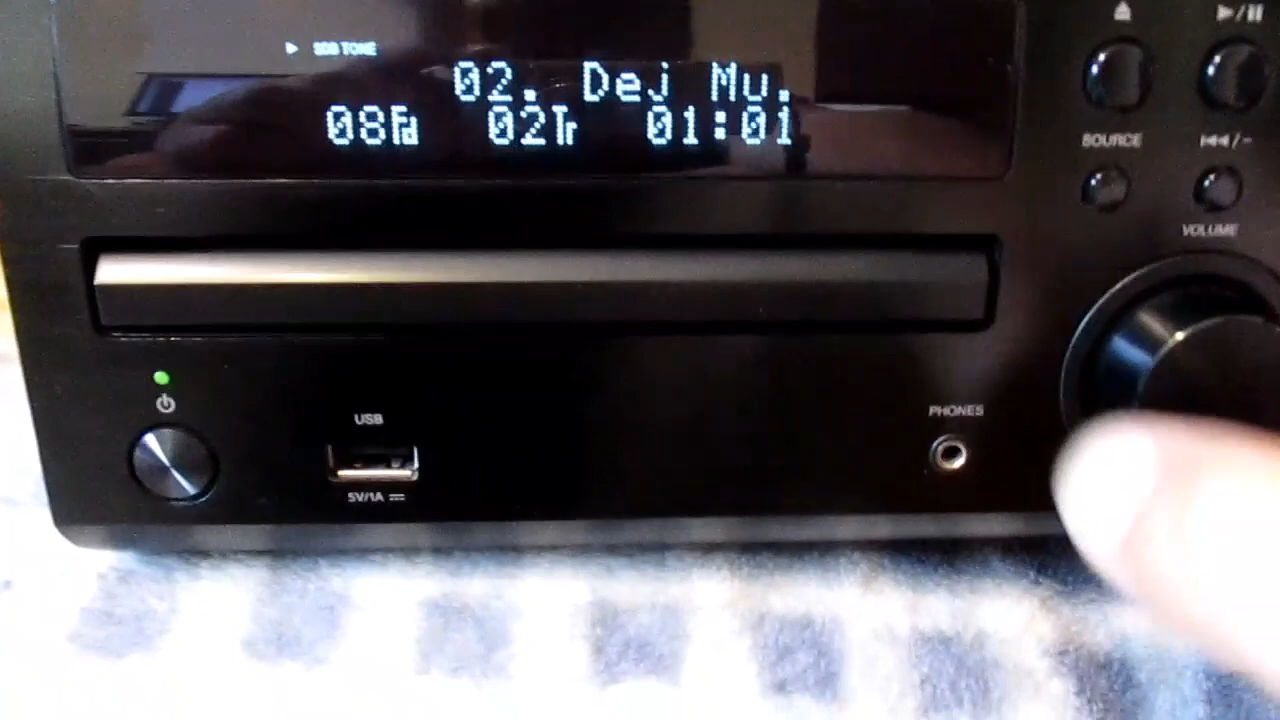 SDB TONE
02. Dej Mu.
08Fd 02Tr 01:01
SOURCE
VOLUME
USB
5V/1A
PHONES